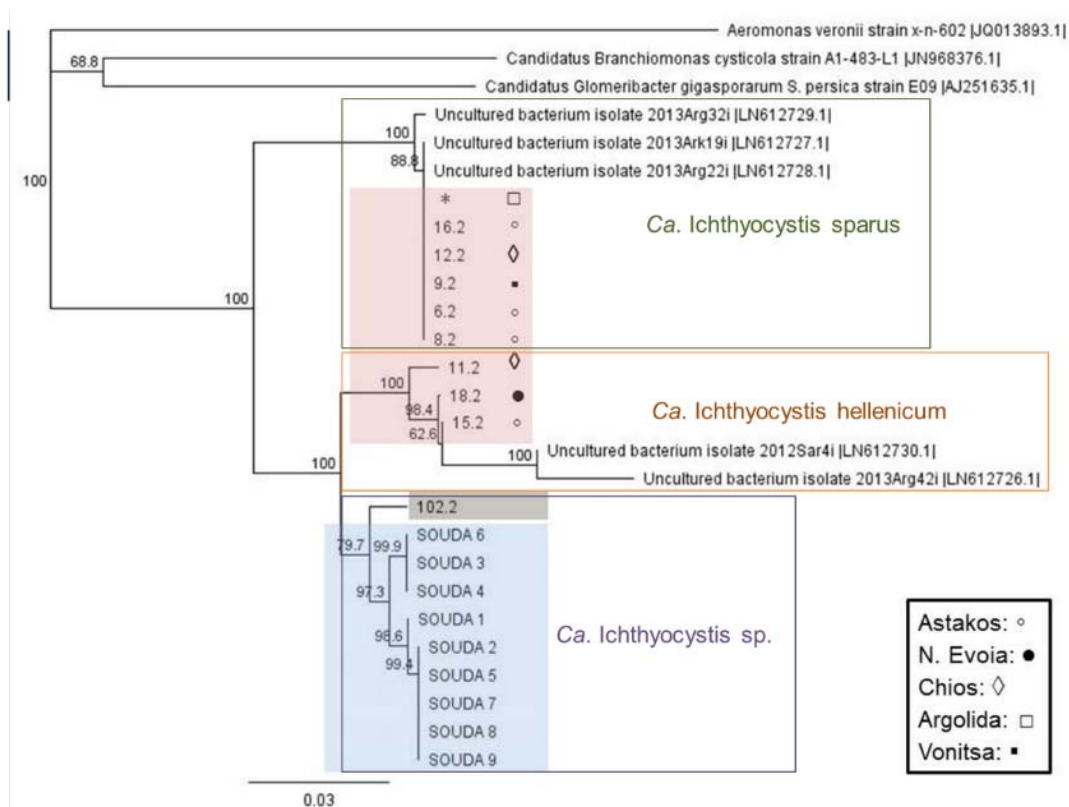 Aeromonas veronii strain x-n-602 |JQ013893.1|
68.8
Candidatus Branchiomonas cysticola strain A1-483-L1 |JN968376.1|
Candidatus Glomeribacter gigasporarum S. persica strain E09 |AJ251635.1|
Uncultured bacterium isolate 2013Arg32i |LN612729.1|
100
Uncultured bacterium isolate 2013Ark19i |LN612727.1|
88.8
Uncultured bacterium isolate 2013Arg22i |LN612728.1|
100
*
Ca. Ichthyocystis sparus
16.2
12.2
9.2
100
6.2
8.2
11.2
100
18.2
98.4
Ca. Ichthyocystis hellenicum
15.2
62.6
100
Uncultured bacterium isolate 2012Sar4i |LN612730.1|
100
Uncultured bacterium isolate 2013Arg42i |LN612726.1|
102.2
SOUDA 6
79.7
99.9
SOUDA 3
97.3
SOUDA 4
SOUDA 1
98.6
Ca. Ichthyocystis sp.
SOUDA 2
99.4
SOUDA 5
SOUDA 7
SOUDA 8
SOUDA 9
Astakos:
N. Evoia:
Chios:
Argolida:
Vonitsa:
0.03